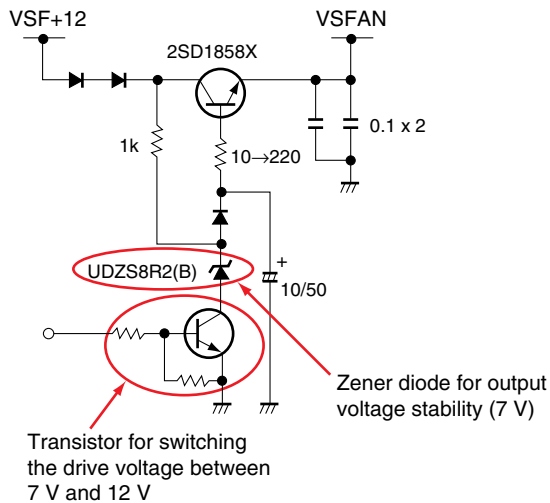 VSF+12
VSFAN
2SD1858X
0.1 x 2
1k
10→220
UDZS8R2(B)
+
10/50
Zener diode for output
voltage stability (7 V)
Transistor for switching
the drive voltage between
7 V and 12 V